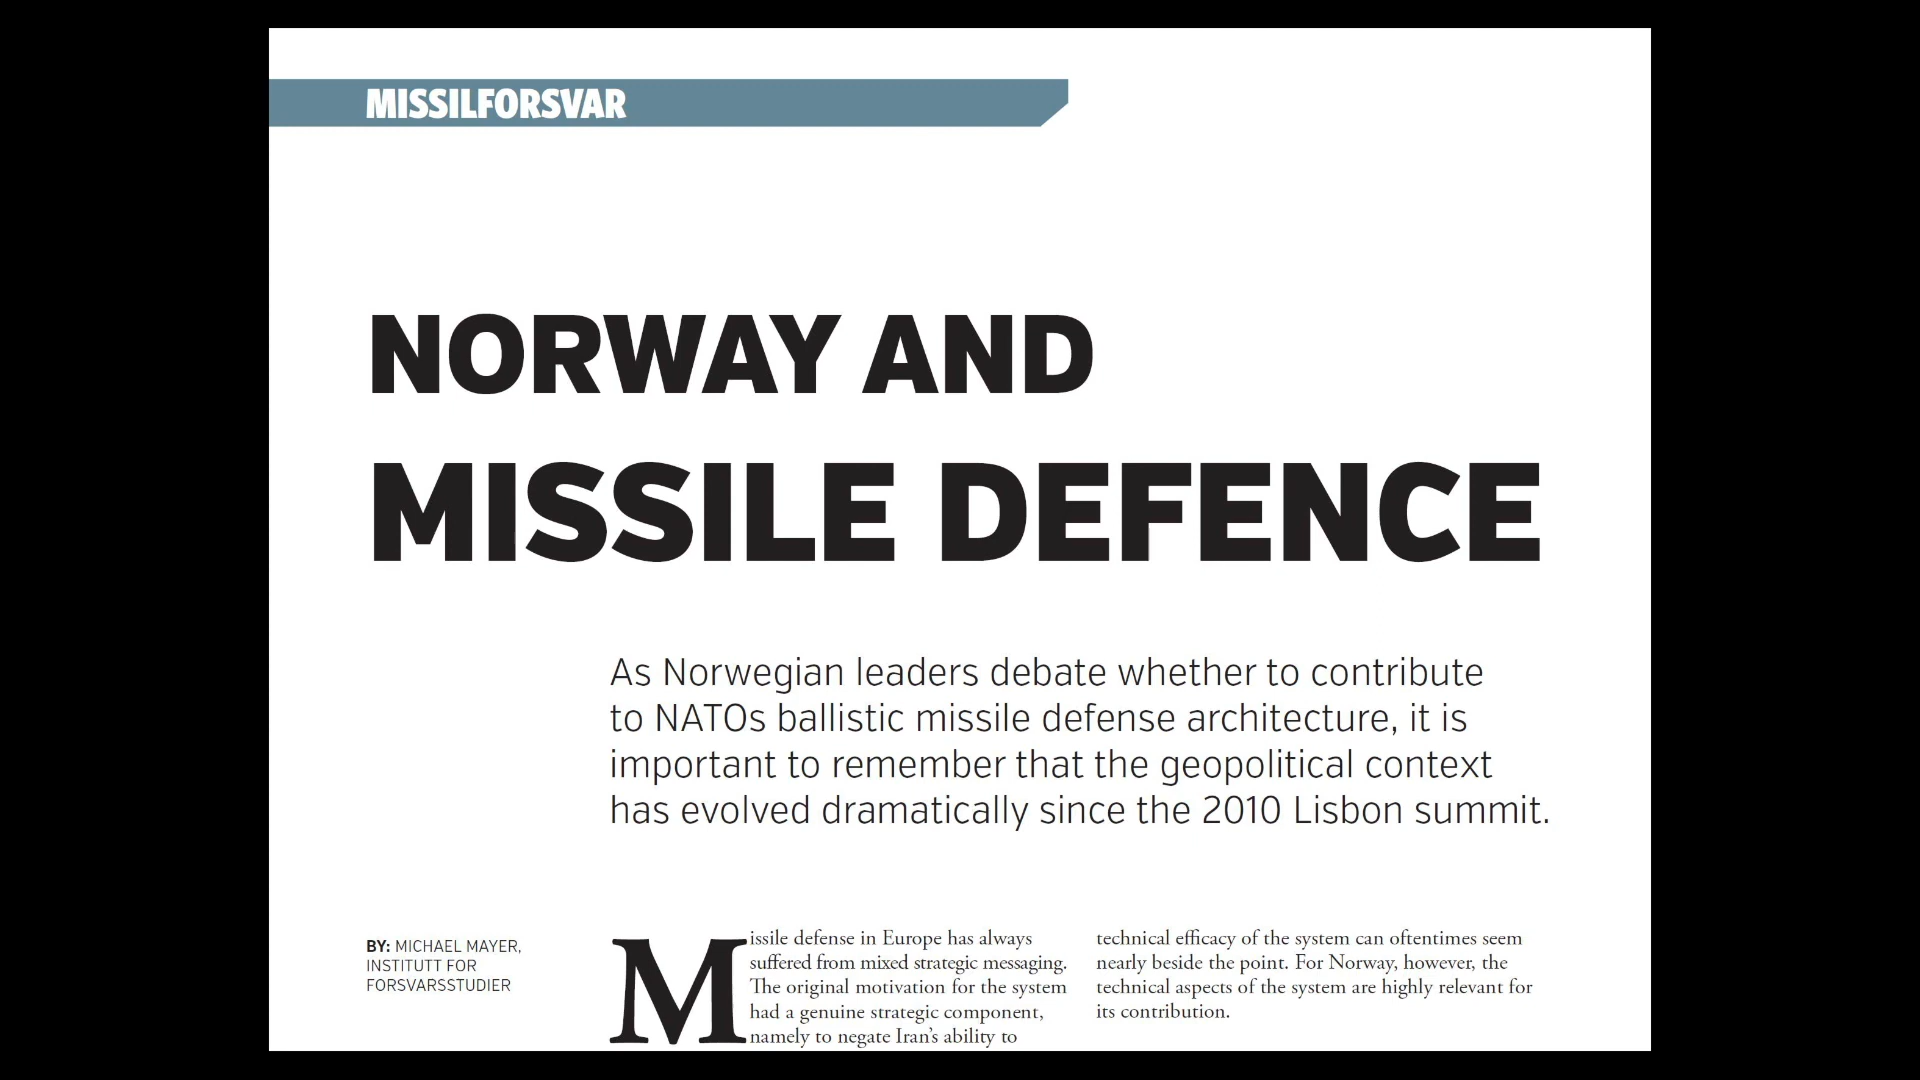 MISSILFORSVAR
NORWAY AND
MISSILE DEFENCE
As Norwegian leaders debate whether to contribute
to NATOs ballistic missile defense architecture, it is
important to remember that the geopolitical context
has evolved dramatically since the 2010 Lisbon summit.
BY: MICHAEL MAYER,
INSTITUTT FOR
FORSVARSSTUDIER
Missile defense in Europe has always
suffered from mixed strategic messaging.
The original motivation for the system
had a genuine strategic component,
namely to negate Iran’s ability to
technical efficacy of the system can oftentimes seem
nearly beside the point. For Norway, however, the
technical aspects of the system are highly relevant for
its contribution.